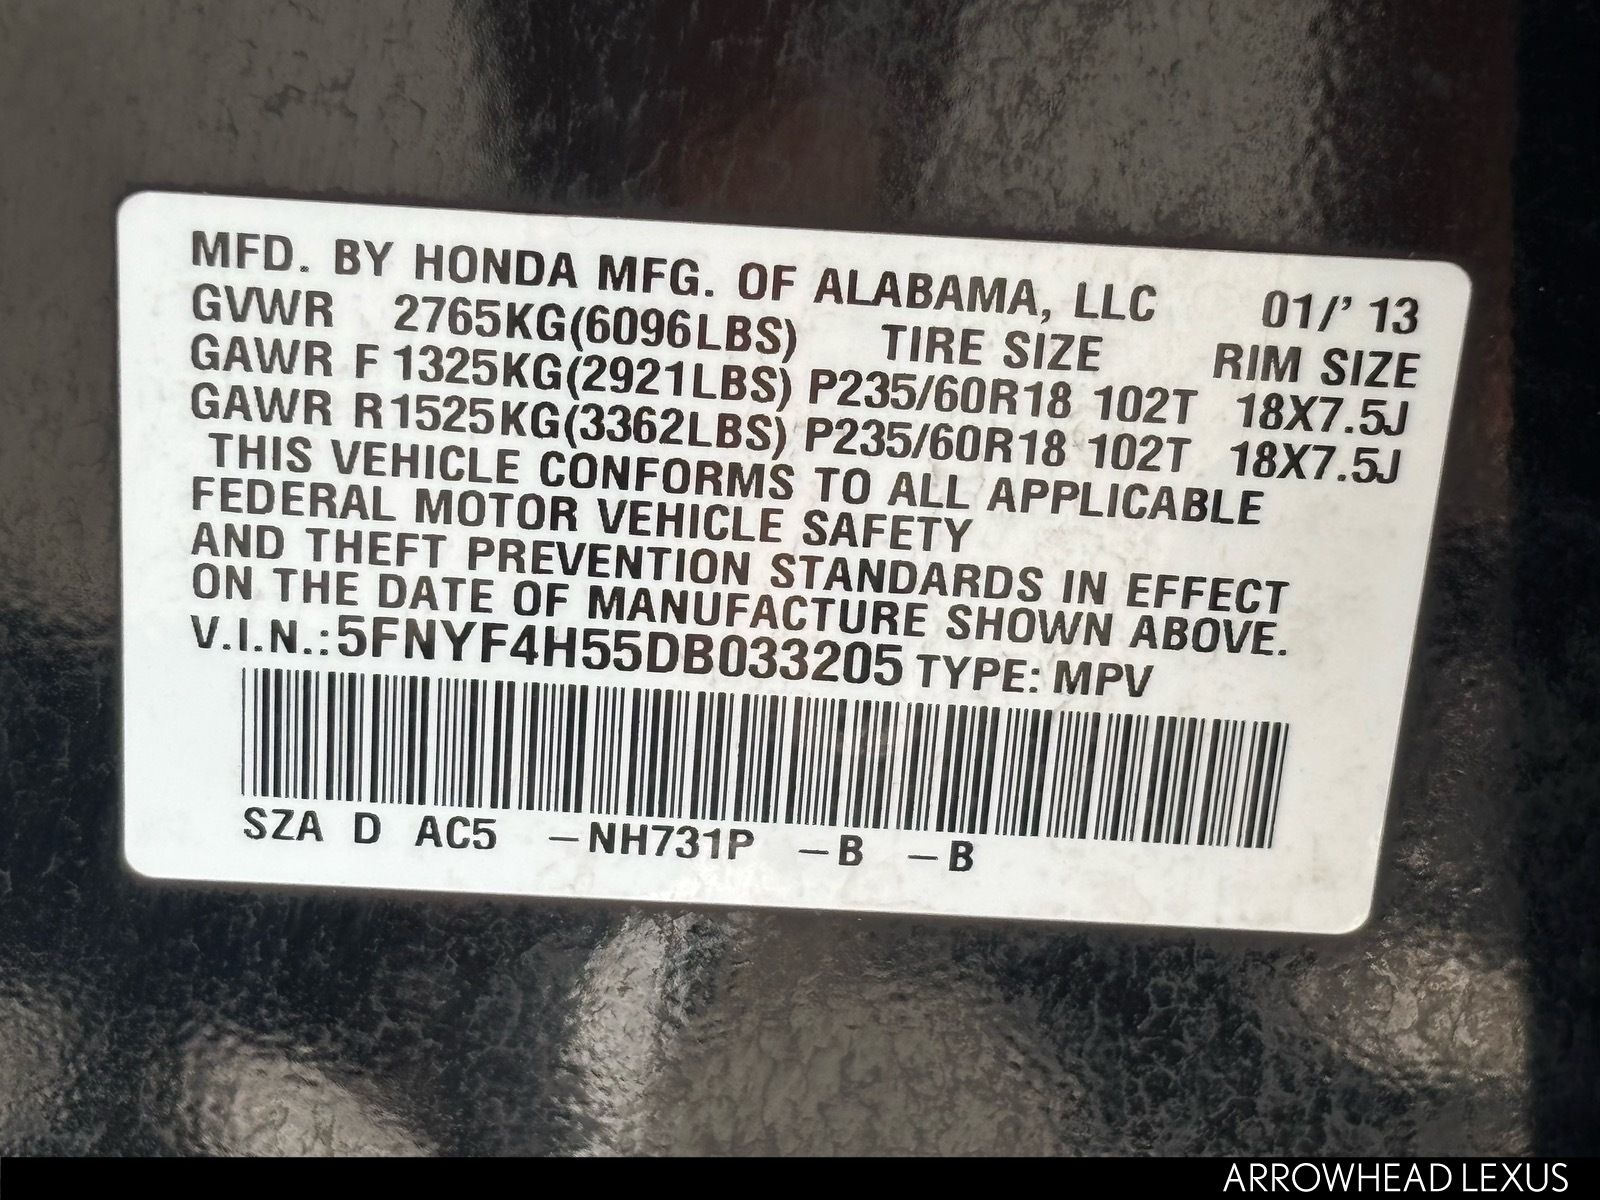 MFD. BY HONDA MFG. OF ALABAMA, LLC 01/' 13
GVWR 2765KG(6096LBS) TIRE SIZE RIM SIZE
GAWR F 1325KG(2921LBS) P235/60R18 102T 18X7.5J
GAWR R1525KG(3362LBS) P235/60R18 102T 18X7.5J
THIS VEHICLE CONFORMS TO ALL APPLICABLE
FEDERAL MOTOR VEHICLE SAFETY
AND THEFT PREVENTION STANDARDS IN EFFECT
ON THE DATE OF MANUFACTURE SHOWN ABOVE.
V.I.N.:5FNYF4H55DB033205 TYPE: MPV
SZA D AC5 –NH731P –B –B
ARROWHEAD LEXUS